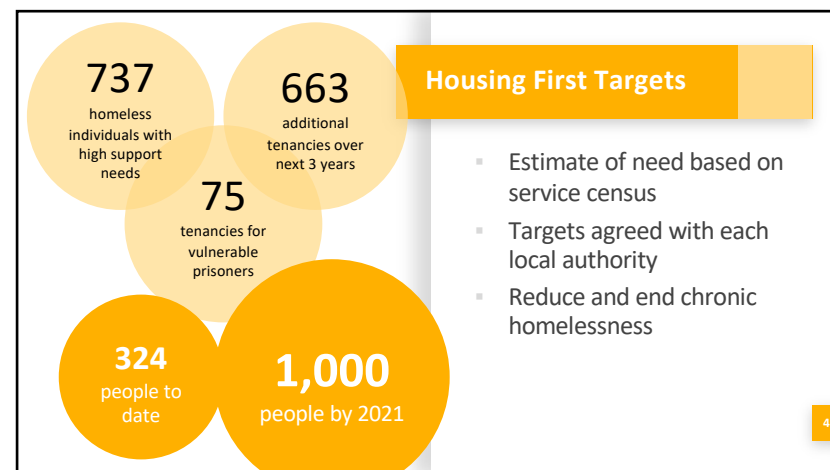 737
homeless
individuals with
high support
needs
663
additional
tenancies over
next 3 years
75
tenancies for
vulnerable
prisoners
324
people to
date
1,000
people by 2021
Housing First Targets
▪ Estimate of need based on
service census
▪ Targets agreed with each
local authority
▪ Reduce and end chronic
homelessness
4